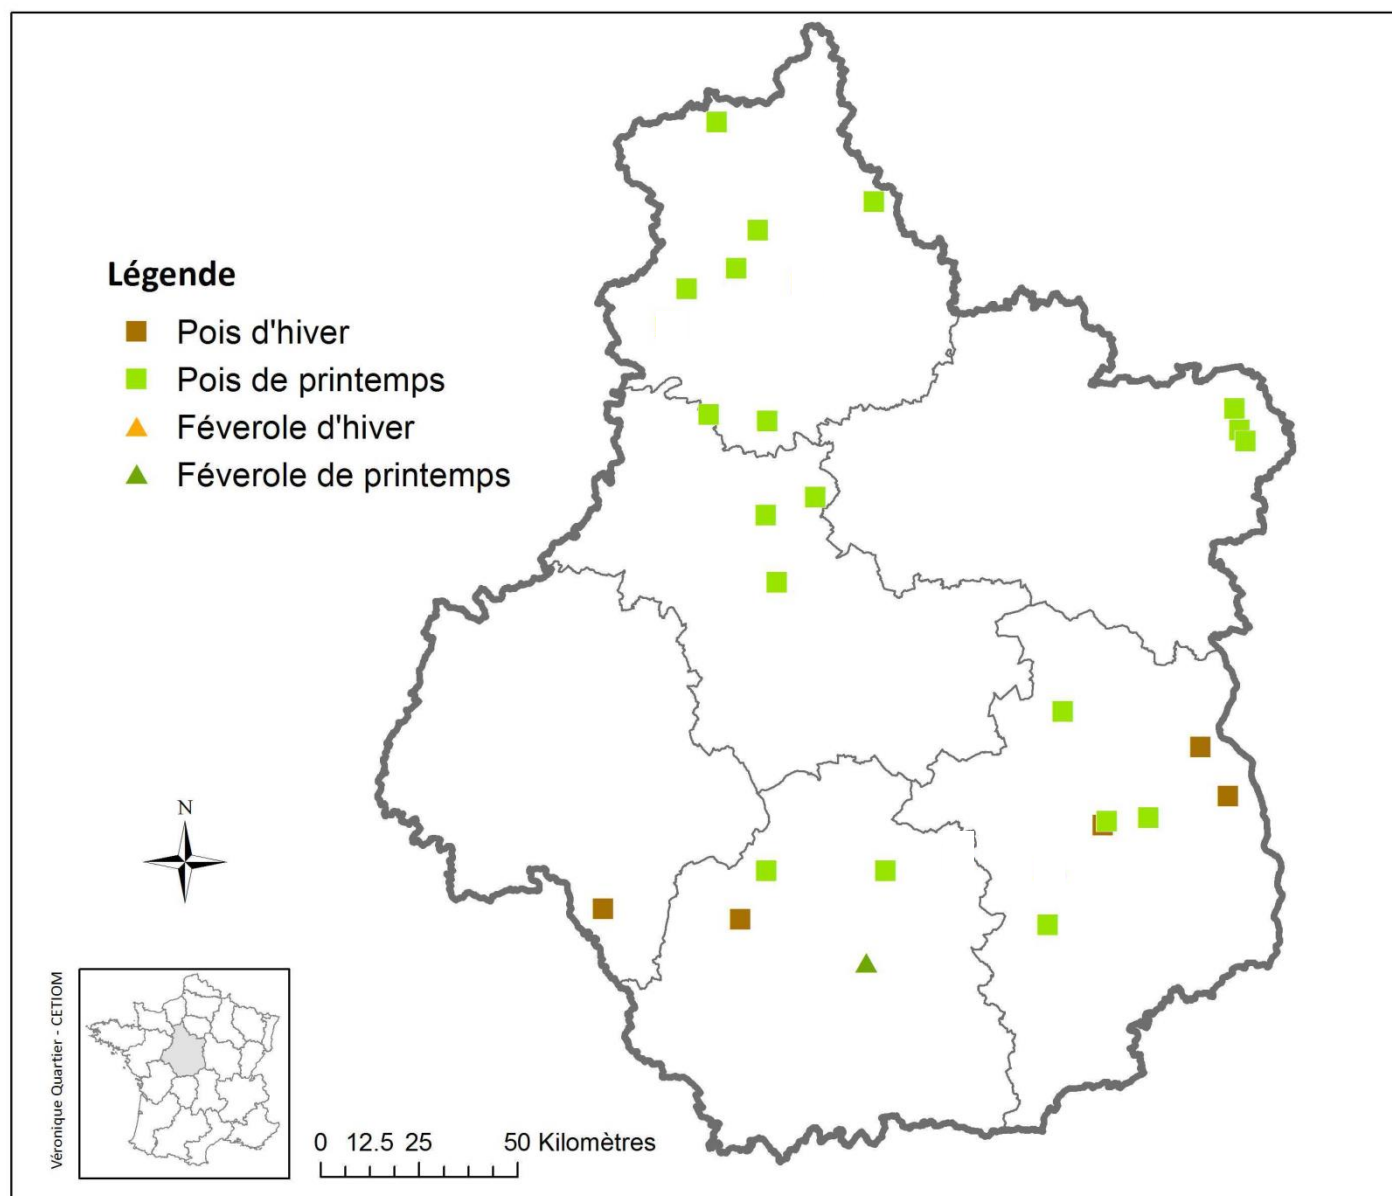 Légende
Pois d'hiver
Pois de printemps
Féverole d'hiver
Féverole de printemps
N
Véronique Quartier - CETIOM
0 12.5 25 50 Kilomètres